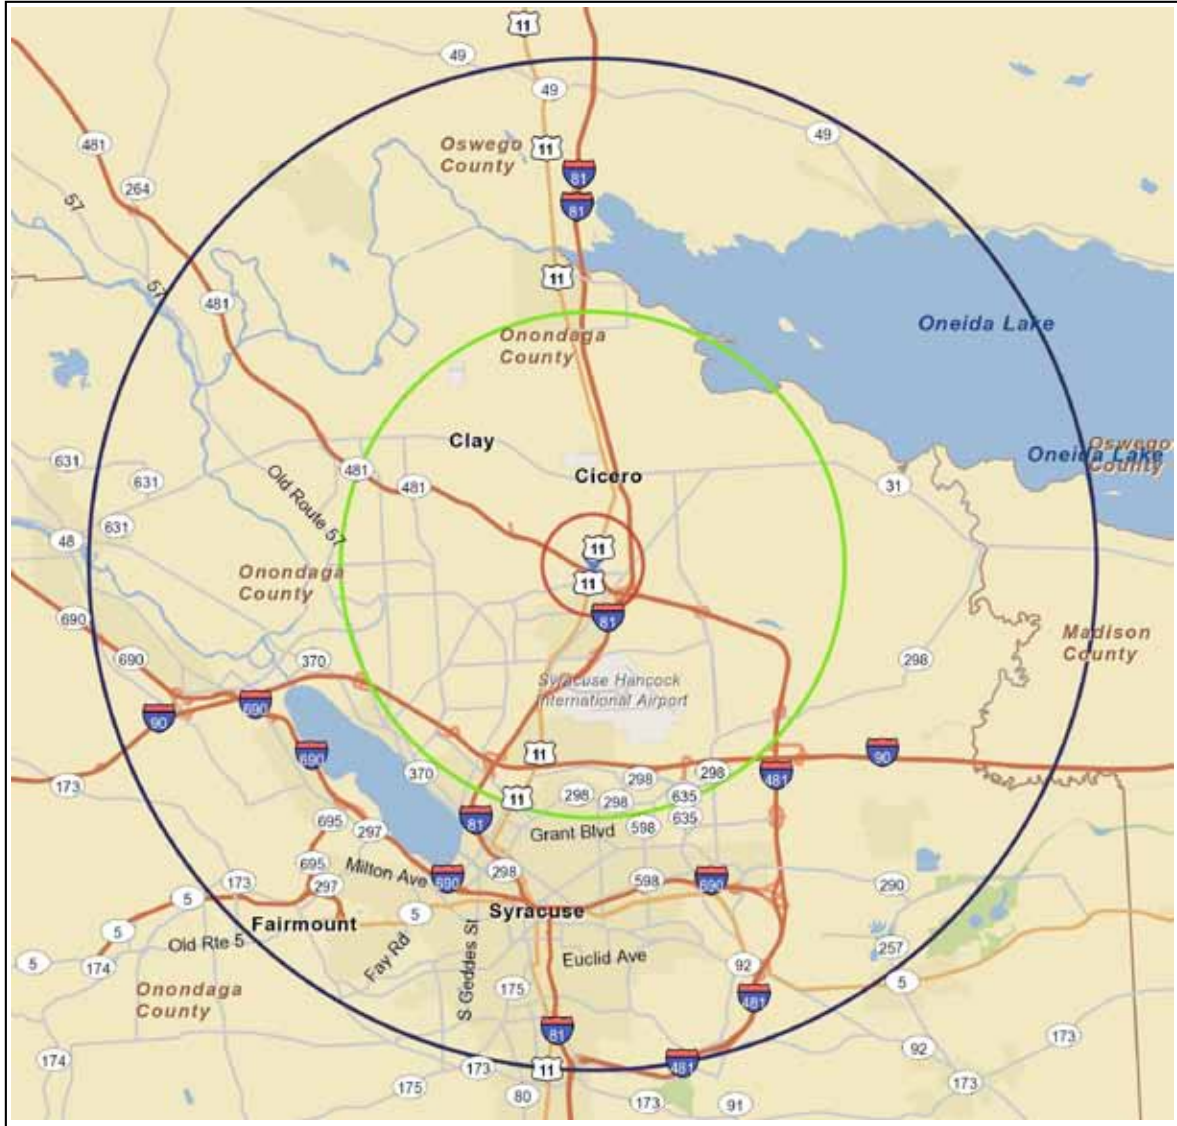 11
49
49
49
481
Oswego
County
11
264
81
81
57
11
57
481
Oneida Lake
Onondaga
County
Clay
Oswego
County
Oneida Lake
631
481
Cicero
631
481
31
Old Route 57
631
48
11
Onondaga
County
11
690
81
Madison
County
690
370
298
Syracuse Hancock
International Airport
690
90
690
11
90
370
298
298
481
173
298
298
635
11
695
297
81
635
Grant Blvd
598
695
298
Milton Ave
690
598
690
173
297
290
5
5
Syracuse
Fairmount
5
Old Rte 5
Fay Rd
S Geddes St
Euclid Ave
257
5
174
92
5
Onondaga
County
175
481
81
173
92
174
173
11
481
175
80
173
91
173